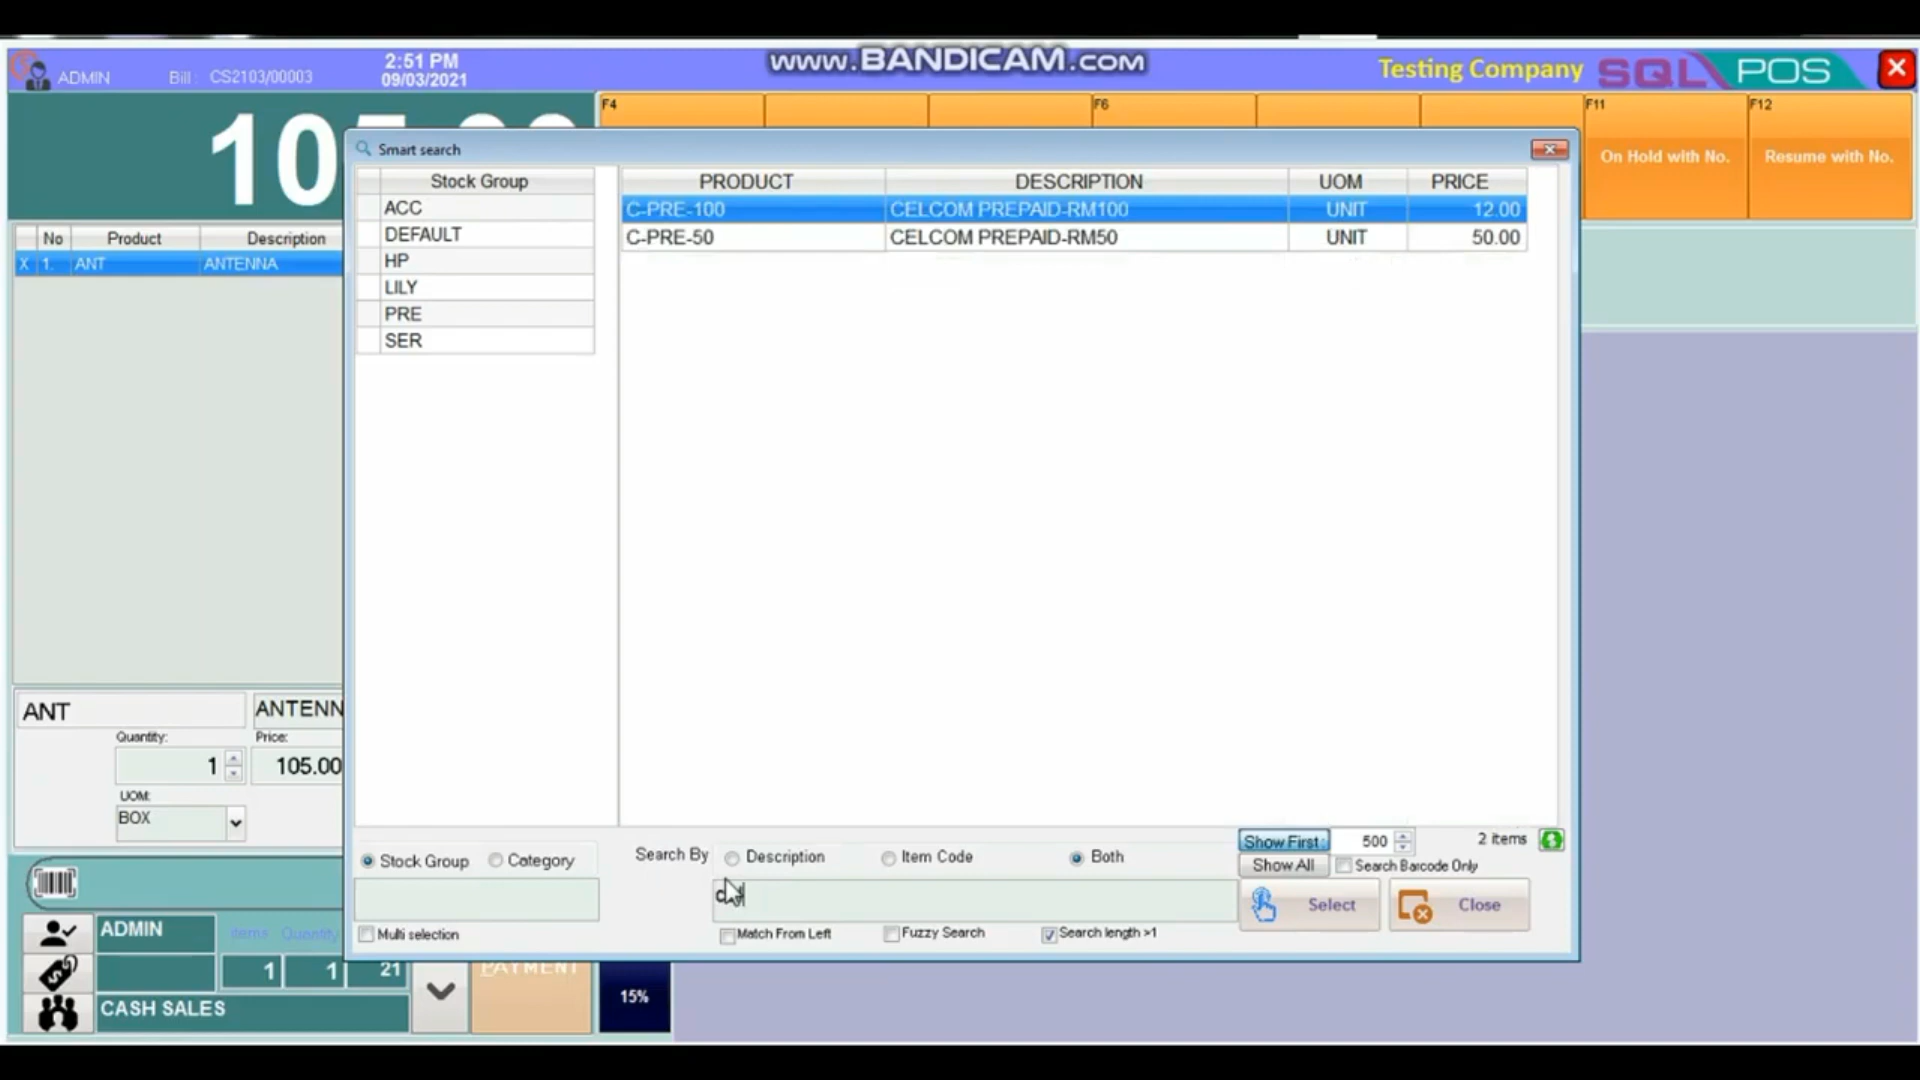 www.BANDICAM.com
ADMIN Bill: CS2103/00003 2:51 PM
09/03/2021
Testing Company SQL POS
F4 F6 F11 F12
On Hold with No. Resume with No.
Smart search
Stock Group
ACC
DEFAULT
HP
LILY
PRE
SER
PRODUCT DESCRIPTION UOM PRICE
C-PRE-100 CELCOM PREPAID-RM100 UNIT 12.00
C-PRE-50 CELCOM PREPAID-RM50 UNIT 50.00
No Product Description
X 1. ANT ANTENNA
ANT ANTENN
Quantity: Price:
1 105.00
UOM:
BOX
Stock Group Category
Multi selection
Search By Description Item Code Both
Match From Left Fuzzy Search Search length >1
Show First: 500 2 items
Show All Search Barcode Only
Select Close
ADMIN Items Quantity
1 1 21
CASH SALES
PAYMENT
15%